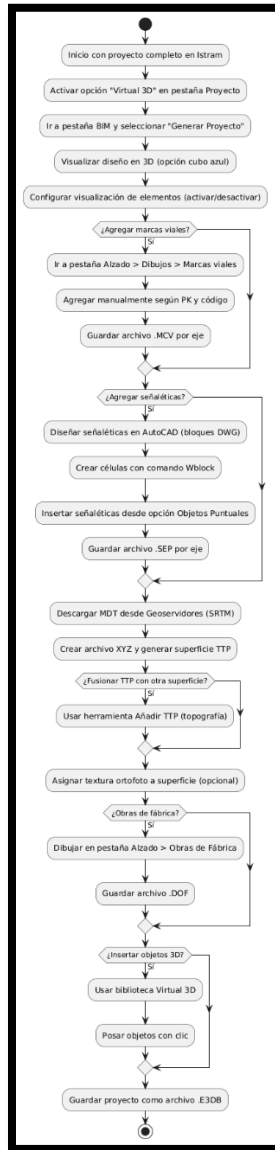 Inicio con proyecto completo en Istram
Activar opción "Virtual 3D" en pestaña Proyecto
Ir a pestaña BIM y seleccionar "Generar Proyecto"
Visualizar diseño en 3D (opción cubo azul)
Configurar visualización de elementos (activar/desactivar)
¿Agregar marcas viales?
Sí
Ir a pestaña Alzado > Dibujos > Marcas viales
Agregar manualmente según PK y código
Guardar archivo .MCV por eje
¿Agregar señaléticas?
Sí
Diseñar señaléticas en AutoCAD (bloques DWG)
Crear células con comando Wblock
Insertar señaléticas desde opción Objetos Puntuales
Guardar archivo .SEP por eje
Descargar MDT desde Geoservidores (SRTM)
Crear archivo XYZ y generar superficie TTP
¿Fusionar TTP con otra superficie?
Sí
Usar herramienta Añadir TTP (topografía)
Asignar textura ortofoto a superficie (opcional)
¿Obras de fábrica?
Sí
Dibujar en pestaña Alzado > Obras de Fábrica
Guardar archivo .DOF
¿Insertar objetos 3D?
Sí
Usar biblioteca Virtual 3D
Posar objetos con clic
Guardar proyecto como archivo .E3DB